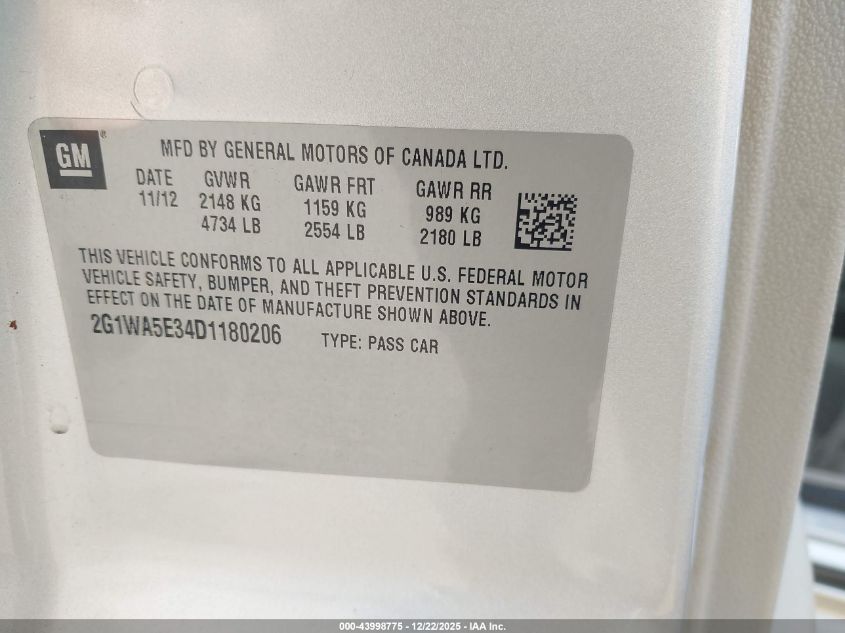 GM ®
MFD BY GENERAL MOTORS OF CANADA LTD.
DATE GVWR GAWR FRT GAWR RR
11/12 2148 KG 1159 KG 989 KG
4734 LB 2554 LB 2180 LB
THIS VEHICLE CONFORMS TO ALL APPLICABLE U.S. FEDERAL MOTOR
VEHICLE SAFETY, BUMPER, AND THEFT PREVENTION STANDARDS IN
EFFECT ON THE DATE OF MANUFACTURE SHOWN ABOVE.
2G1WA5E34D1180206 TYPE: PASS CAR
000-43998775 - 12/22/2025 - IAA Inc.